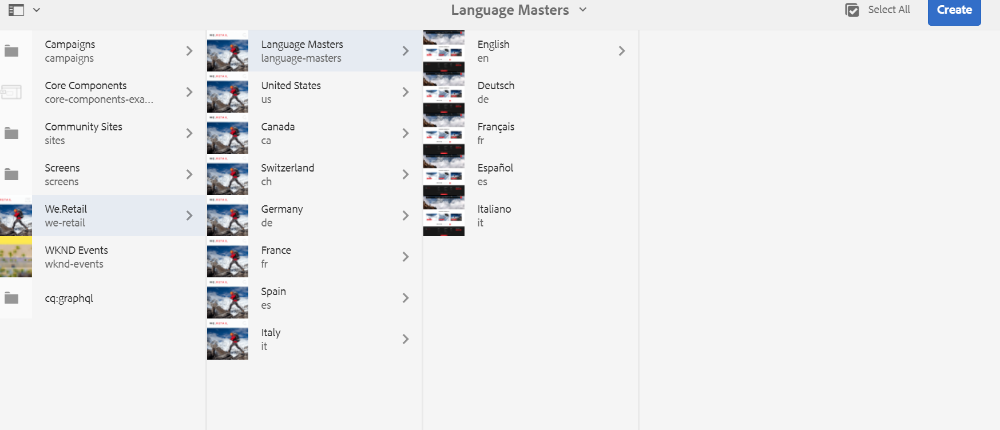 Language Masters
Select All
Create
Campaigns
campaigns
Core Components
core-components-exa...
Community Sites
sites
Screens
screens
We.Retail
we-retail
WKND Events
wknd-events
cq:graphql
Language Masters
language-masters
United States
us
Canada
ca
Switzerland
ch
Germany
de
France
fr
Spain
es
Italy
it
English
en
Deutsch
de
Français
fr
Español
es
Italiano
it